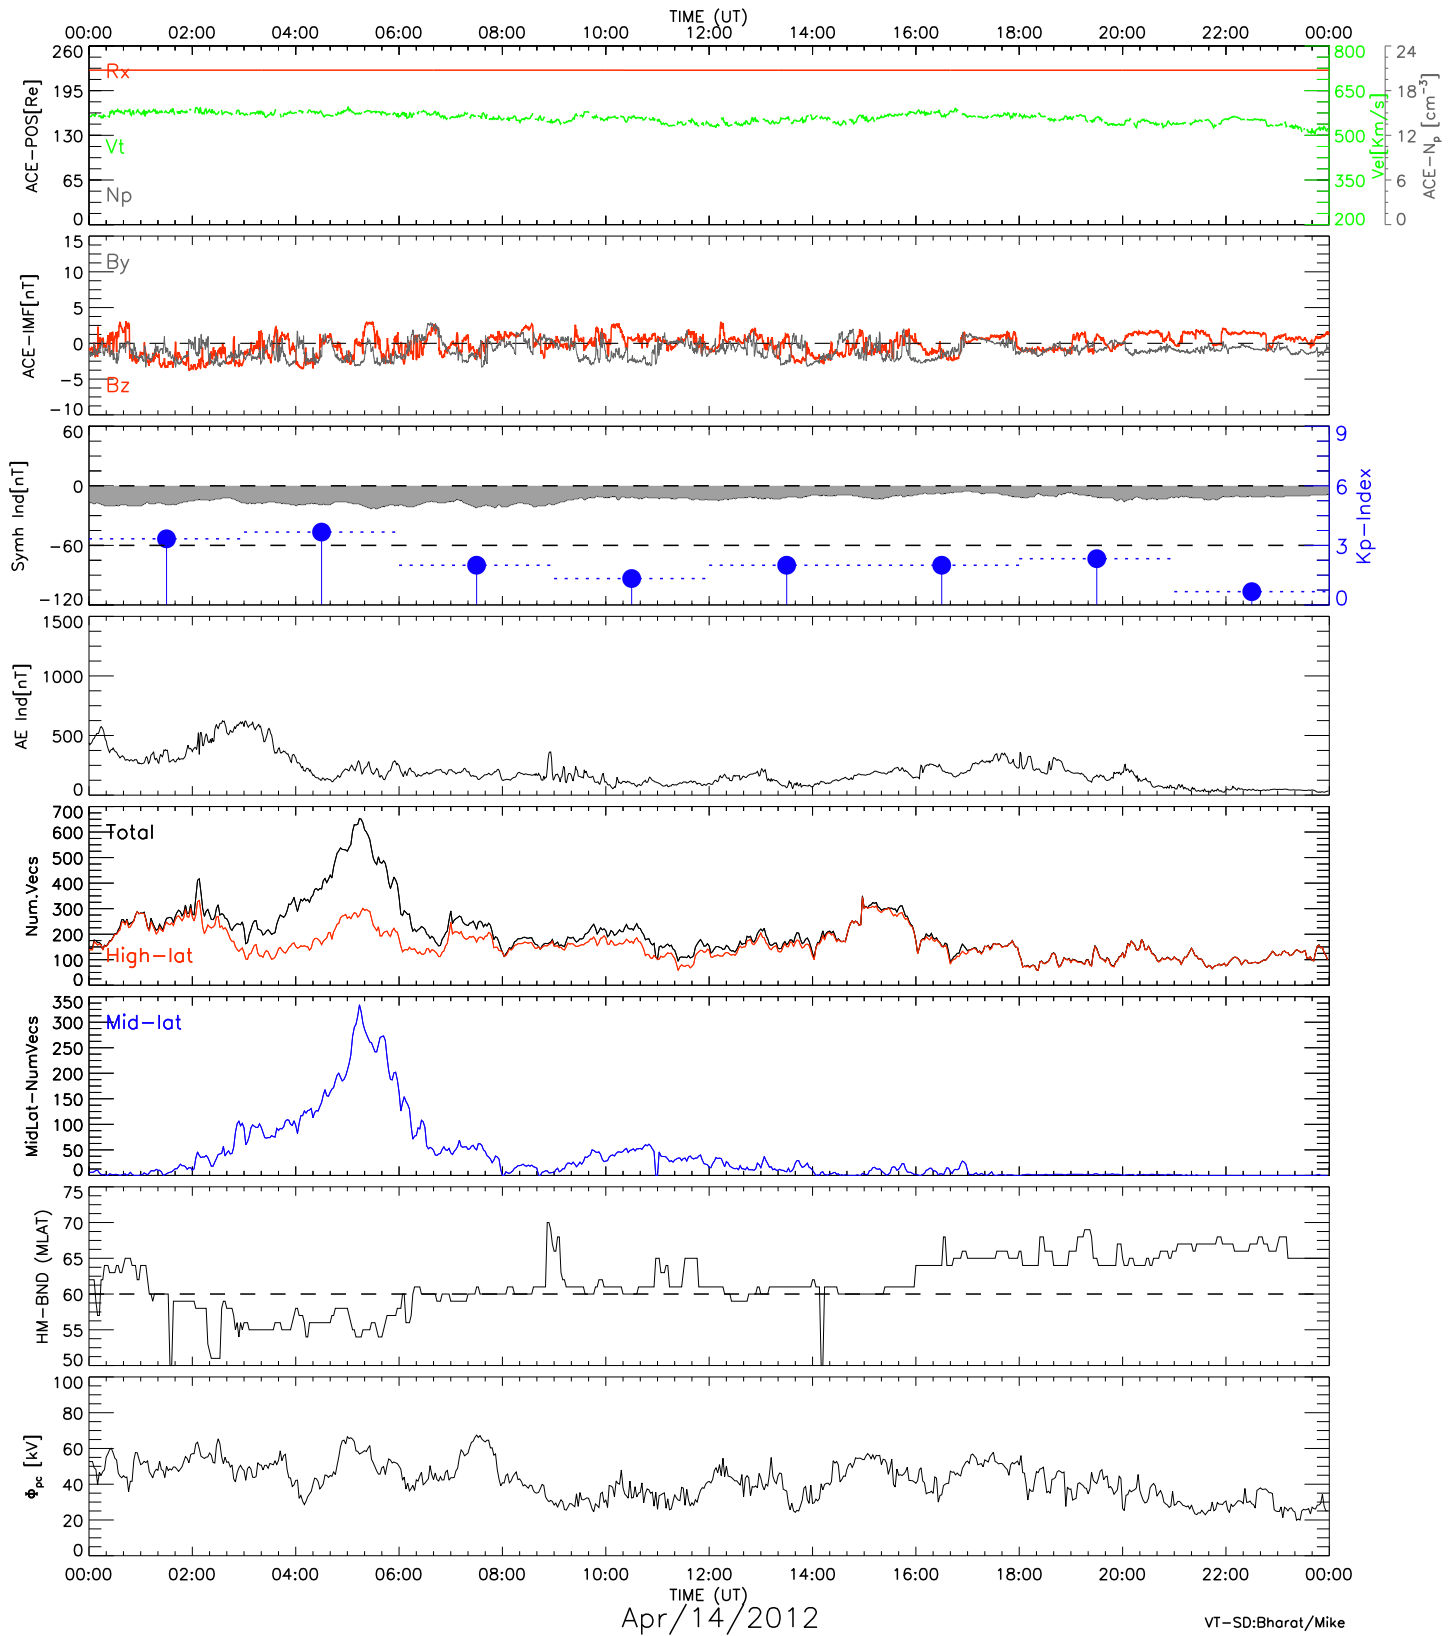 TIME (UT)
00:00 02:00 04:00 06:00 08:00 10:00 12:00 14:00 16:00 18:00 20:00 22:00 00:00
ACE-POS[Re]
260
195
130
65
0
Rx
Vt
Np
800
650
500
350
200
Vel[Km/s]
24
18
12
6
0
ACE-Np [cm⁻³]
ACE-IMF[nT]
15
10
5
0
-5
-10
By
Bz
Symh Ind[nT]
60
0
-60
-120
9
6
3
0
Kp-Index
AE Ind[nT]
1500
1000
500
0
Num.Vecs
700
600
500
400
300
200
100
0
Total
High-lat
MidLat-NumVecs
350
300
250
200
150
100
50
0
Mid-lat
HM-BND (MLAT)
75
70
65
60
55
50
Φpc [kV]
100
80
60
40
20
0
00:00 02:00 04:00 06:00 08:00 10:00 12:00 14:00 16:00 18:00 20:00 22:00 00:00
TIME (UT)
Apr/14/2012
VT-SD:Bharat/Mike